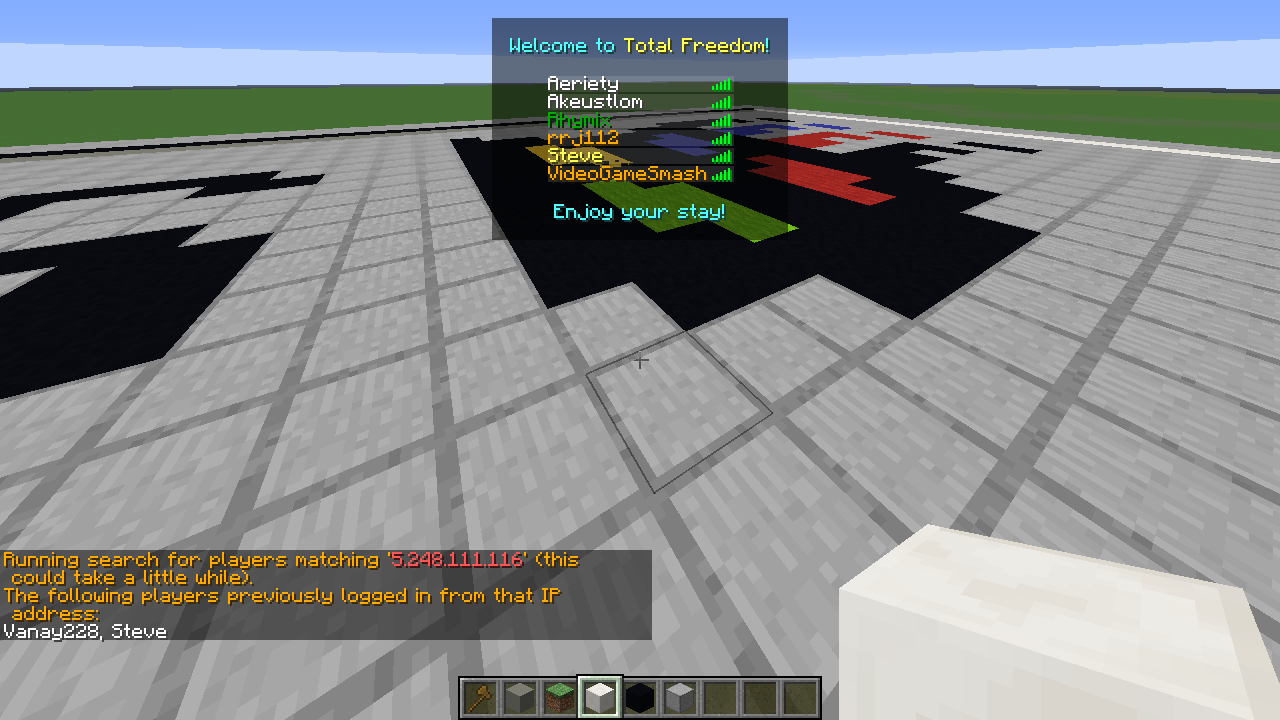 Welcome to Total Freedom!
Aeriety
Akeustlom
Rhamix
rrj112
Steve
VideoGameSmash
Enjoy your stay!
Running search for players matching '5.248.111.116' (this
could take a little while).
The following players previously logged in from that IP
address:
Vanay228, Steve